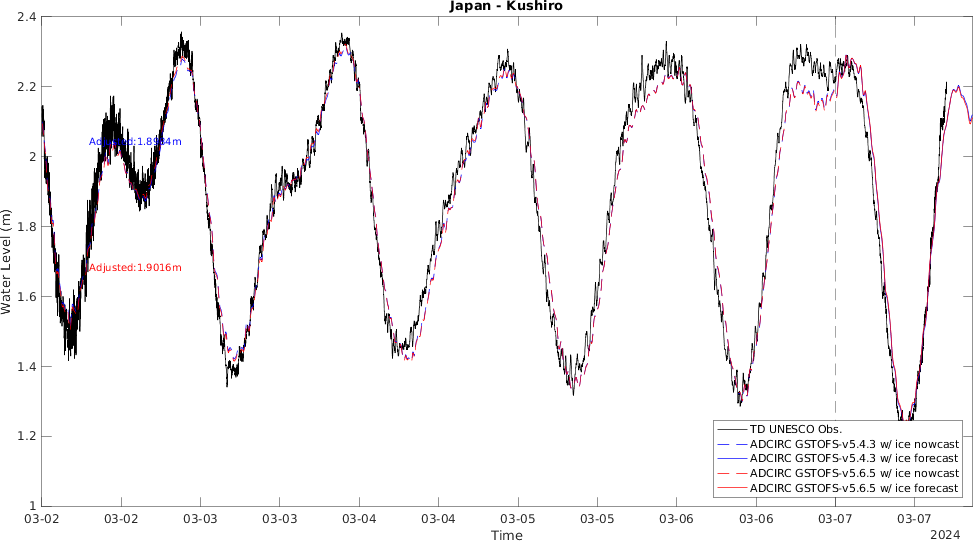 Japan - Kushiro
2.4
2.2
2
1.8
1.6
1.4
1.2
1
Water Level (m)
Adjusted:1.8984m
Adjusted:1.9016m
TD UNESCO Obs.
ADCIRC GSTOFS-v5.4.3 w/ ice nowcast
ADCIRC GSTOFS-v5.4.3 w/ ice forecast
ADCIRC GSTOFS-v5.6.5 w/ ice nowcast
ADCIRC GSTOFS-v5.6.5 w/ ice forecast
03-02 03-02 03-03 03-03 03-04 03-04 03-05 03-05 03-06 03-06 03-07 03-07
Time
2024